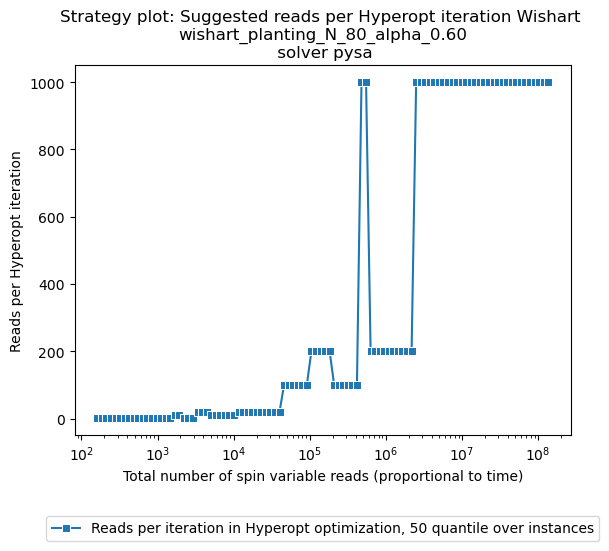 Strategy plot: Suggested reads per Hyperopt iteration Wishart
wishart_planting_N_80_alpha_0.60
solver pysa
1000
800
600
400
200
0
Reads per Hyperopt iteration
10²
10³
10⁴
10⁵
10⁶
10⁷
10⁸
Total number of spin variable reads (proportional to time)
Reads per iteration in Hyperopt optimization, 50 quantile over instances